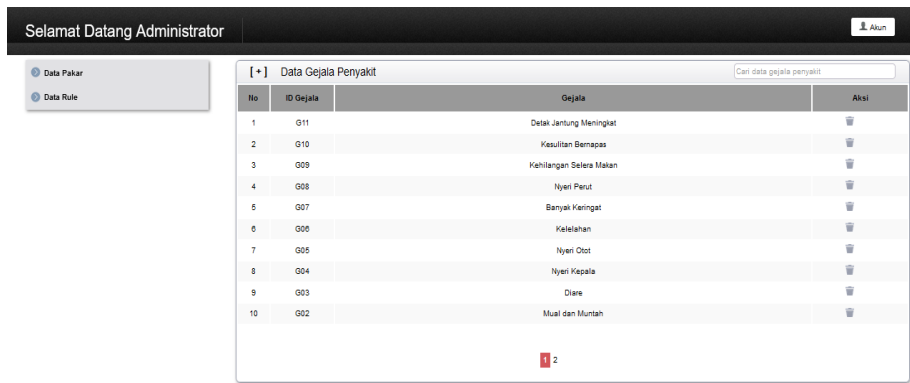 Selamat Datang Administrator
Akun
Data Pakar
Data Rule
[+] Data Gejala Penyakit
Cari data gejala penyakit
No ID Gejala Gejala Aksi
1 G11 Detak Jantung Meningkat
2 G10 Kesulitan Bernapas
3 G09 Kehilangan Selera Makan
4 G08 Nyeri Perut
5 G07 Banyak Keringat
6 G06 Kelelahan
7 G05 Nyeri Otot
8 G04 Nyeri Kepala
9 G03 Diare
10 G02 Mual dan Muntah
1 2